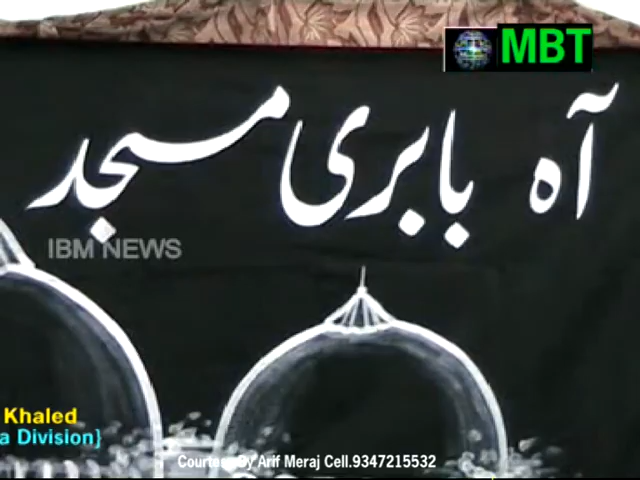 MBT
آہ بابری مسجد
IBM NEWS
Khaled
a Division}
Courtesy By Arif Meraj Cell.9347215532